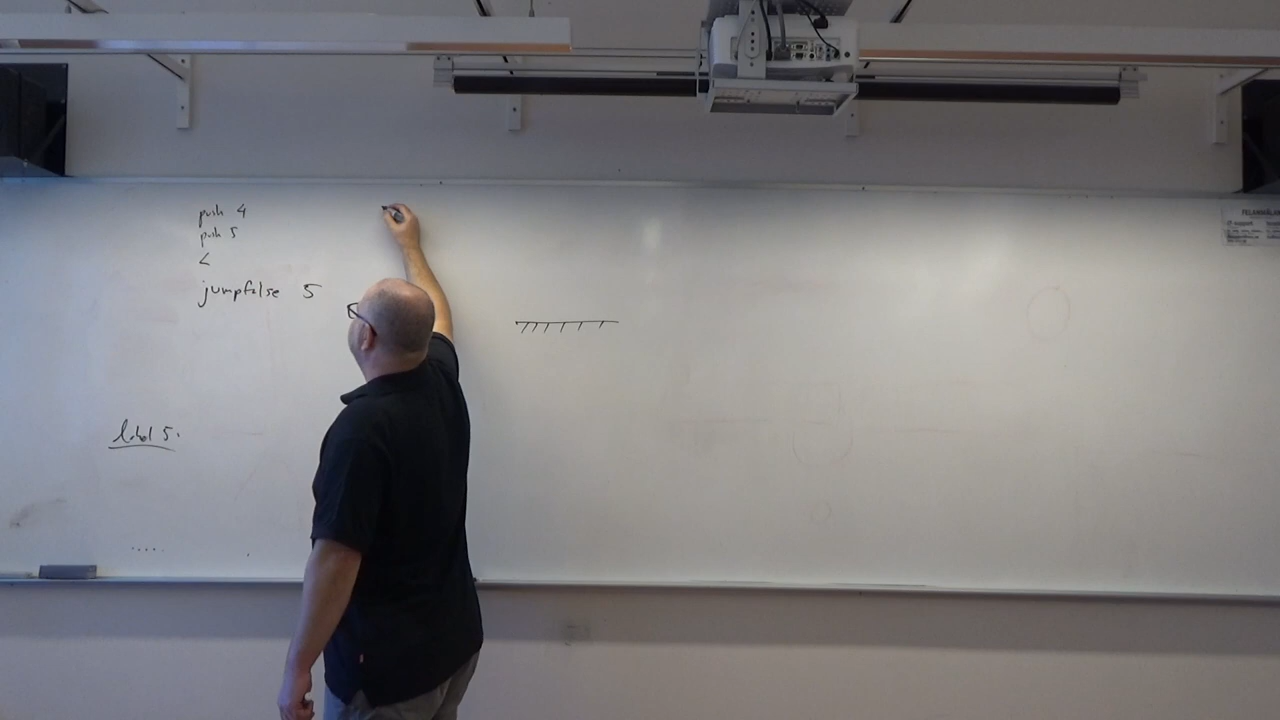 push 4
push 5
<
jumpfalse 5
label 5:
....